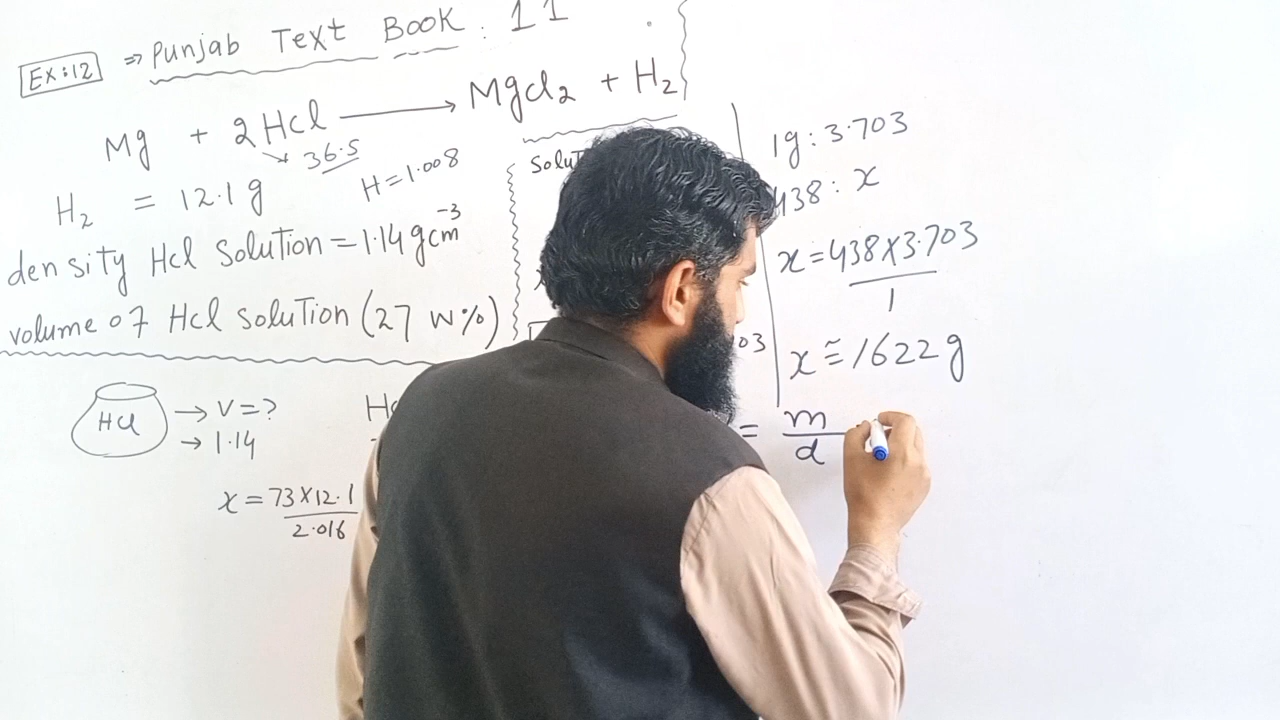 Ex:12 ⇒ Punjab Text Book : 11
Mg + 2Hcl ⟶ Mgcl₂ + H₂
36.5
H₂ = 12.1g
H=1.008
density Hcl solution = 1.14 g cm⁻³
volume of Hcl solution (27 w%)
Hcl → V=?
→ 1.14
x = 73×12.1 / 2.016
1g : 3.703
438 : x
x = 438×3.703 / 1
x ≅ 1622 g
= m / d